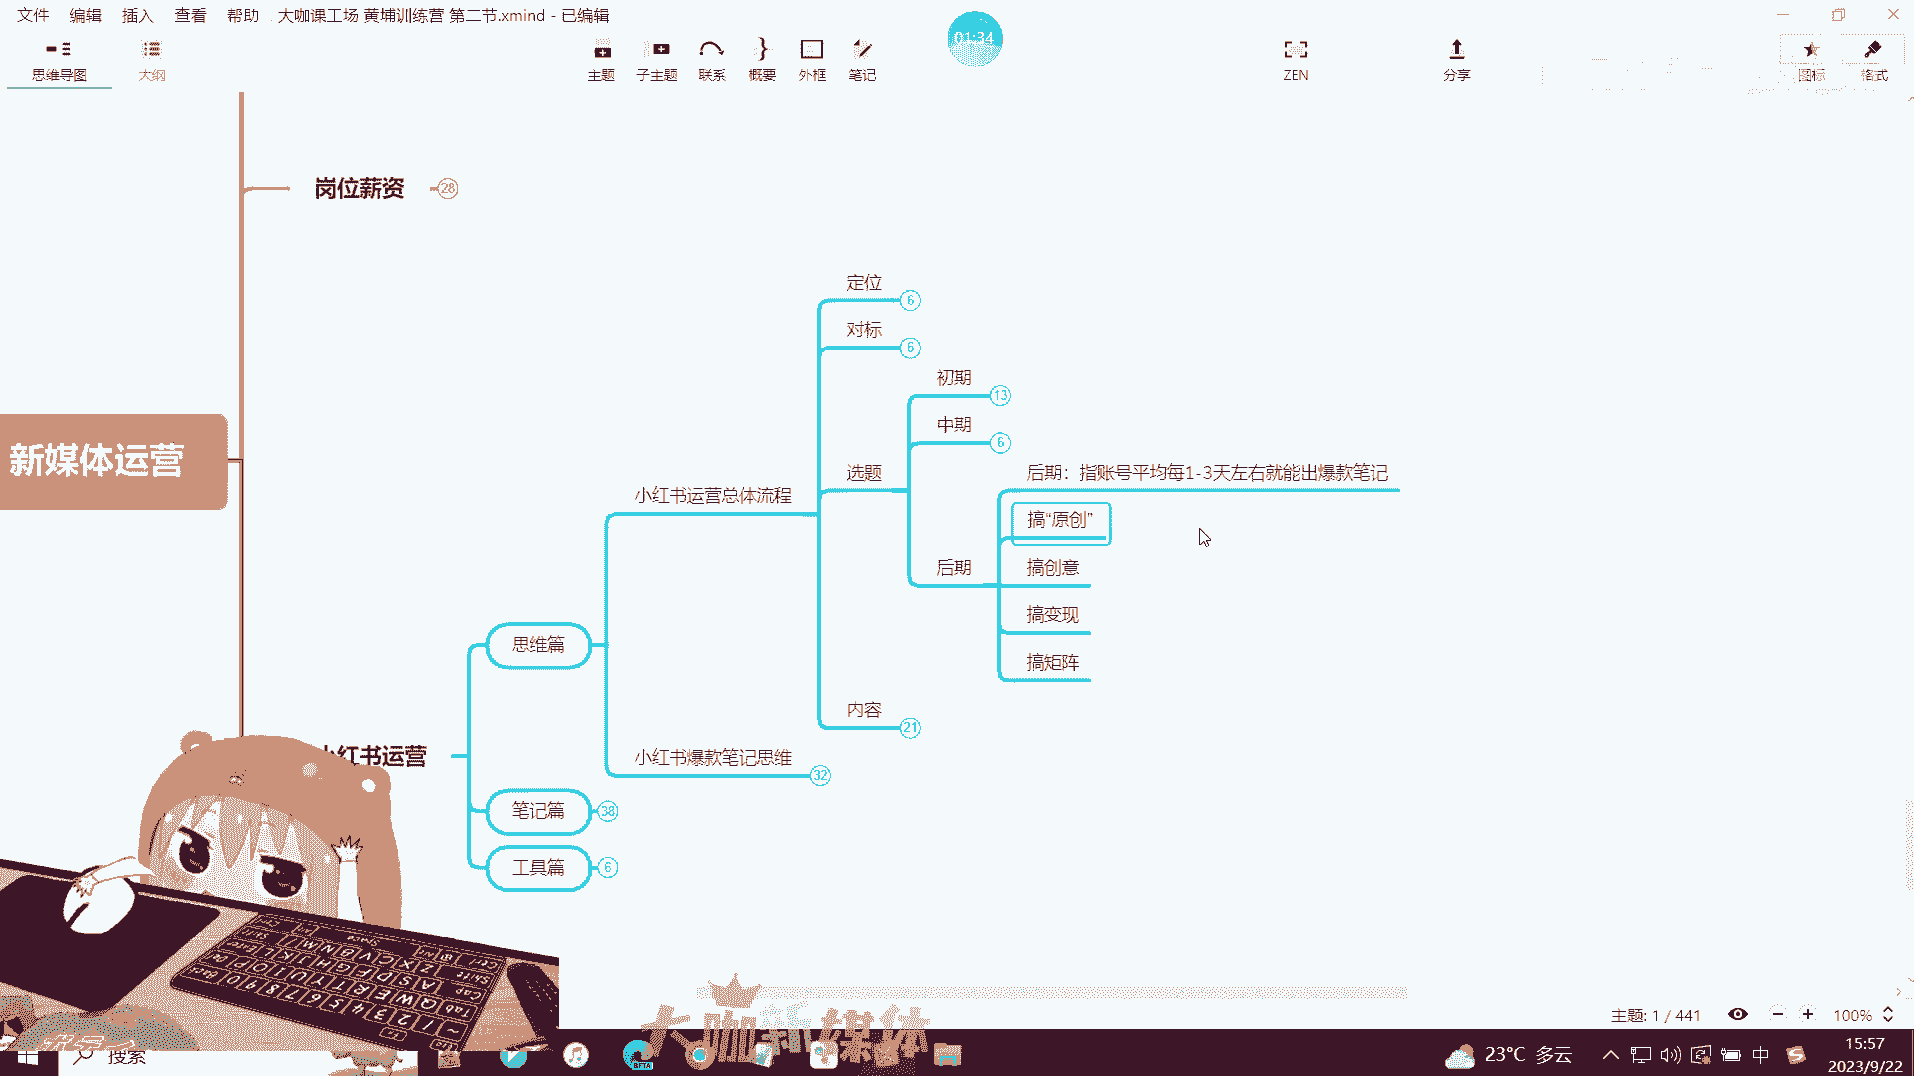 文件 编辑 插入 查看 帮助 大咖课工场 黄埔训练营 第二节.xmind - 已编辑
01:34
思维导图 大纲 主题 子主题 联系 概要 外框 笔记 ZEN 分享 图标 格式
岗位薪资 28
定位 6
对标 6
初期 13
中期 6
新媒体运营
选题
后期：指账号平均每1-3天左右就能出爆款笔记
小红书运营总体流程
搞“原创”
后期
搞创意
搞变现
思维篇
搞矩阵
内容 21
小红书运营
小红书爆款笔记思维 32
笔记篇 38
工具篇 6
主题: 1 / 441 100%
大咖新媒体
搜索
BETA
23°C 多云
中
15:57
2023/9/22